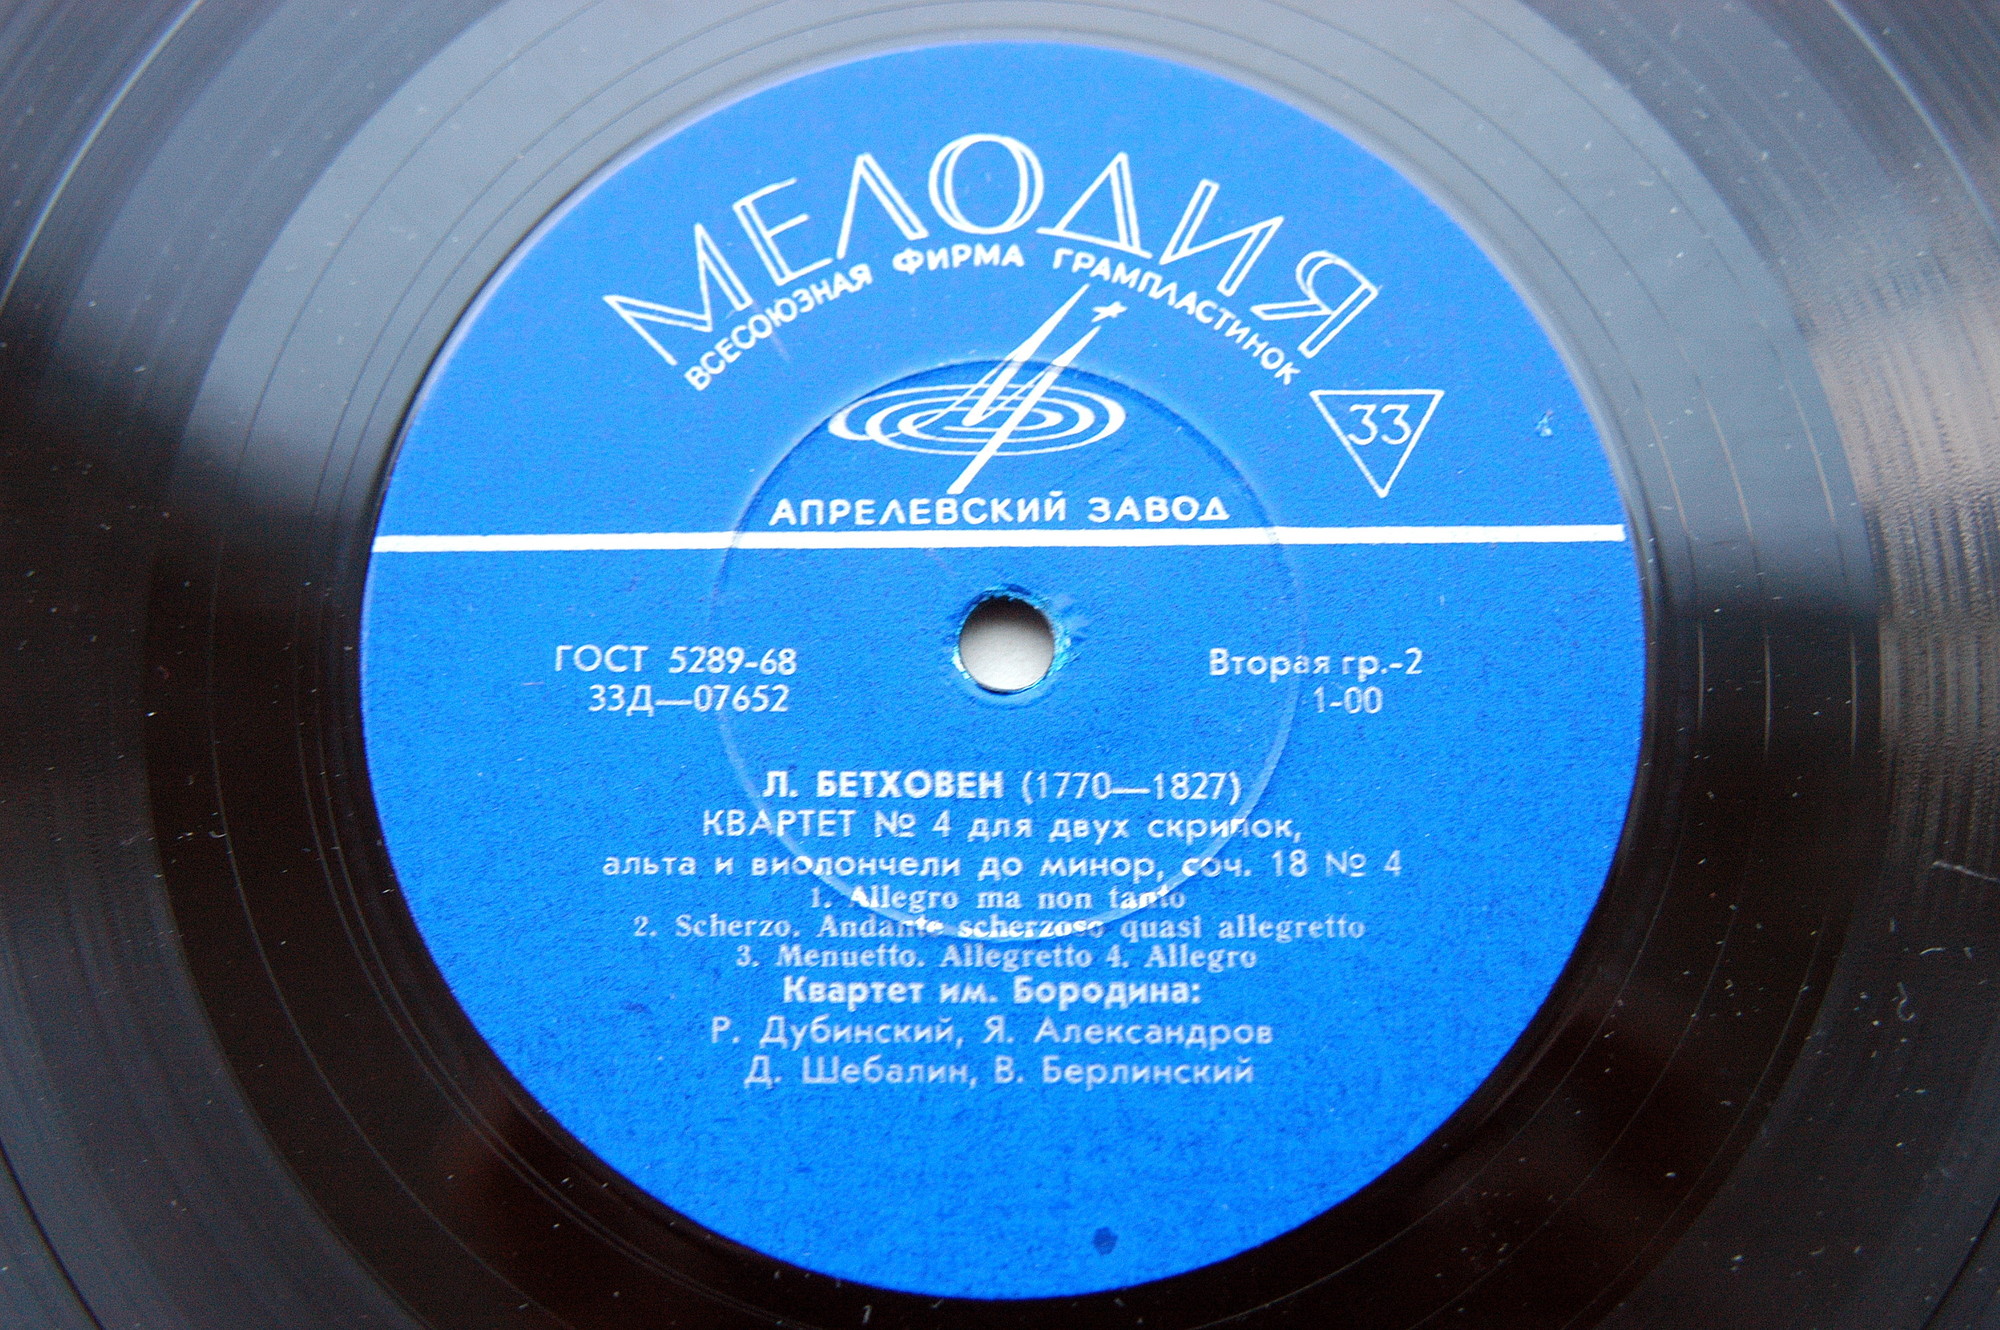 МЕЛОДИЯ
ВСЕСОЮЗНАЯ ФИРМА ГРАМПЛАСТИНОК
33
АПРЕЛЕВСКИЙ ЗАВОД
ГОСТ 5289-68
Вторая гр.-2
33Д—07652
1-00
Л. БЕТХОВЕН (1770—1827)
КВАРТЕТ № 4 для двух скрипок,
альта и виолончели до минор, соч. 18 № 4
1. Allegro ma non tanto
2. Scherzo. Andante scherzoso quasi allegretto
3. Menuetto. Allegretto 4. Allegro
Квартет им. Бородина:
Р. Дубинский, Я. Александров
Д. Шебалин, В. Берлинский